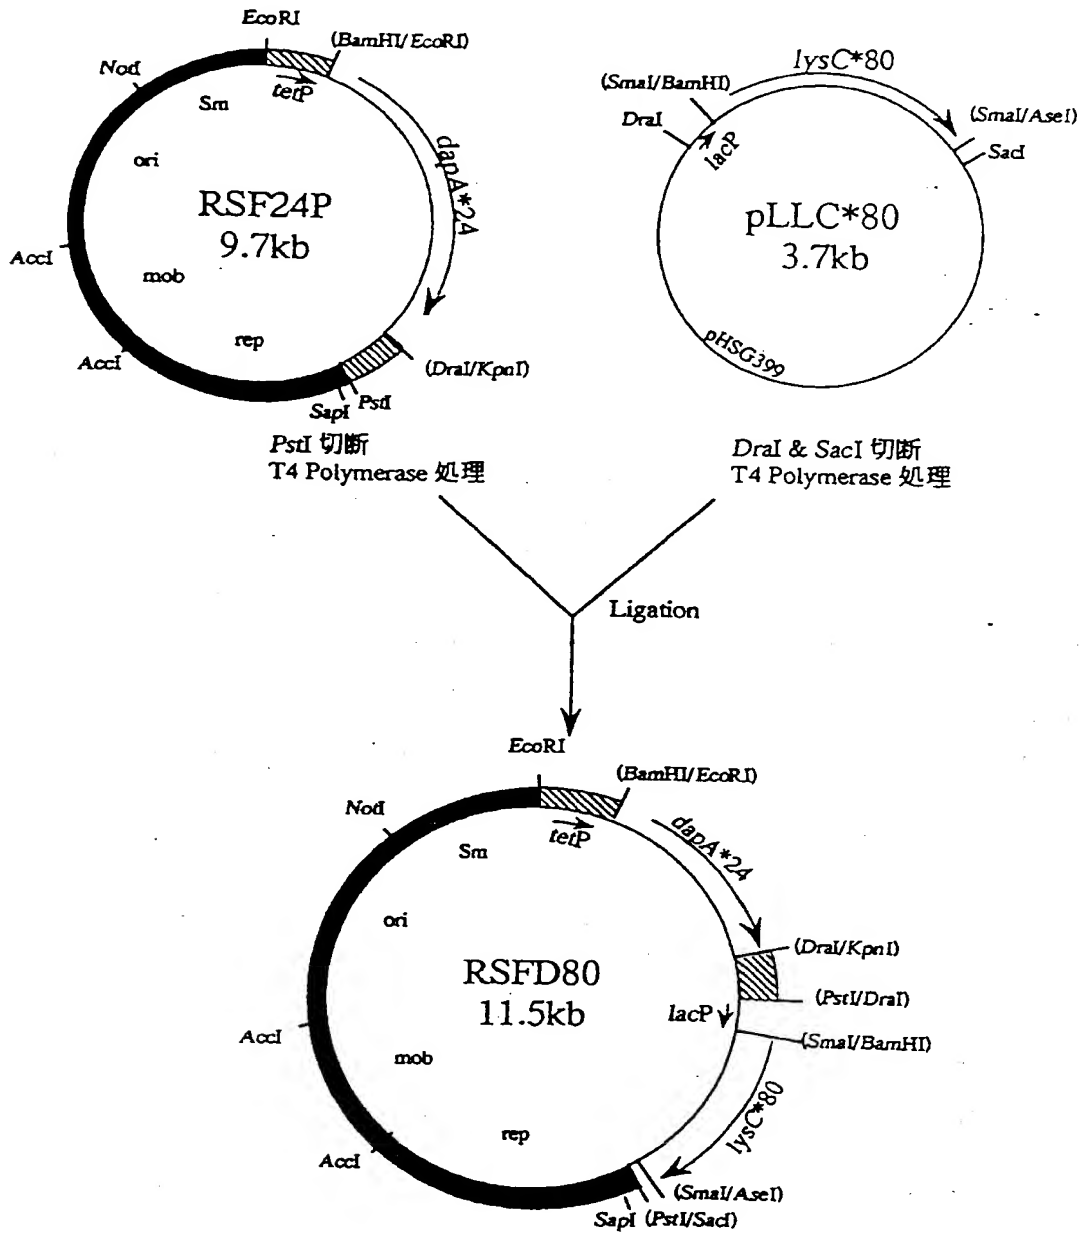 EcoRI
(BamHI/EcoRI)
NotI
Sm
tetP
ori
dapA*24
RSF24P
9.7kb
AccI
mob
rep
AccI
(DraI/KpnI)
SapI
PstI
lysC*80
(SmaI/BamHI)
(SmaI/AseI)
DraI
lacP
SacI
pLLC*80
3.7kb
pHSG399
PstI 切断
T4 Polymerase 処理
DraI & SacI 切断
T4 Polymerase 処理
Ligation
EcoRI
(BamHI/EcoRI)
NotI
tetP
dapA*24
Sm
ori
(DraI/KpnI)
RSFD80
11.5kb
(PstI/DraI)
lacP
AccI
(SmaI/BamHI)
mob
lysC*80
rep
AccI
(SmaI/AseI)
SapI (PstI/SacI)